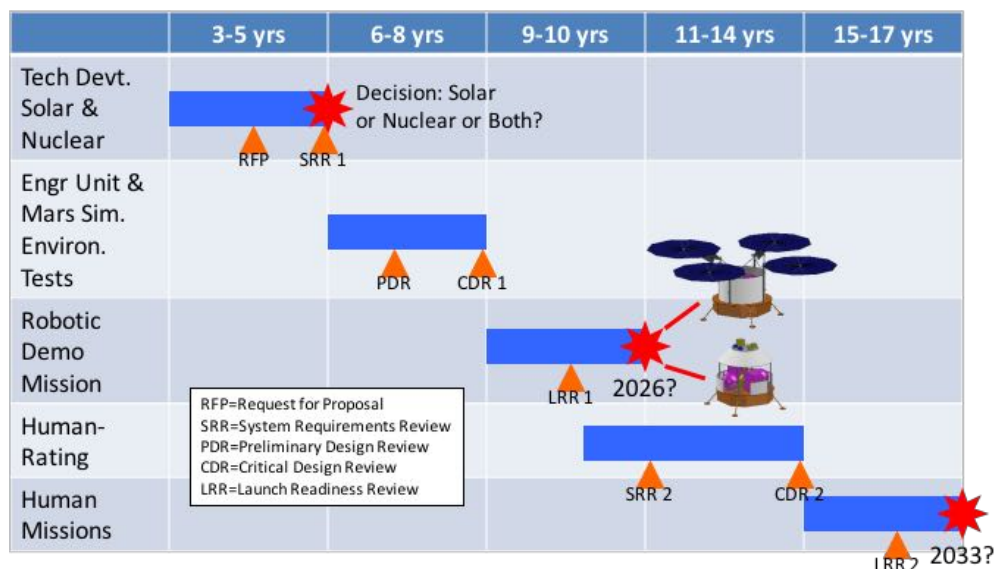 3-5 yrs
6-8 yrs
9-10 yrs
11-14 yrs
15-17 yrs
Tech Devt.
Solar &
Nuclear
Decision: Solar
or Nuclear or Both?
RFP
SRR 1
Engr Unit &
Mars Sim.
Environ.
Tests
PDR
CDR 1
Robotic
Demo
Mission
LRR 1
2026?
RFP=Request for Proposal
SRR=System Requirements Review
PDR=Preliminary Design Review
CDR=Critical Design Review
LRR=Launch Readiness Review
Human-
Rating
SRR 2
CDR 2
Human
Missions
LRR 2
2033?